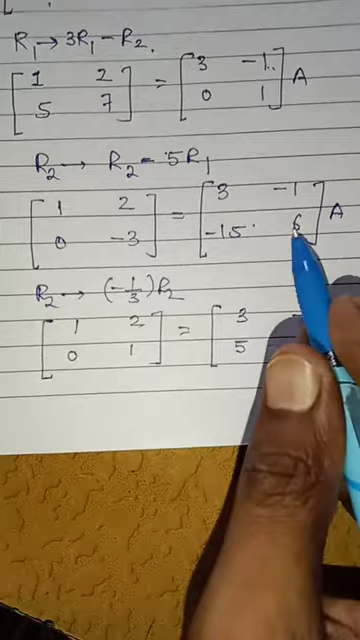 R₁ → 3R₁ − R₂.
[1 2; 5 7] = [3 −1; 0 1] A
R₂ → R₂ − 5R₁
[1 2; 0 −3] = [3 −1; −15 6] A
R₂ → (−1/3)R₂
[1 2; 0 1] = [3; 5